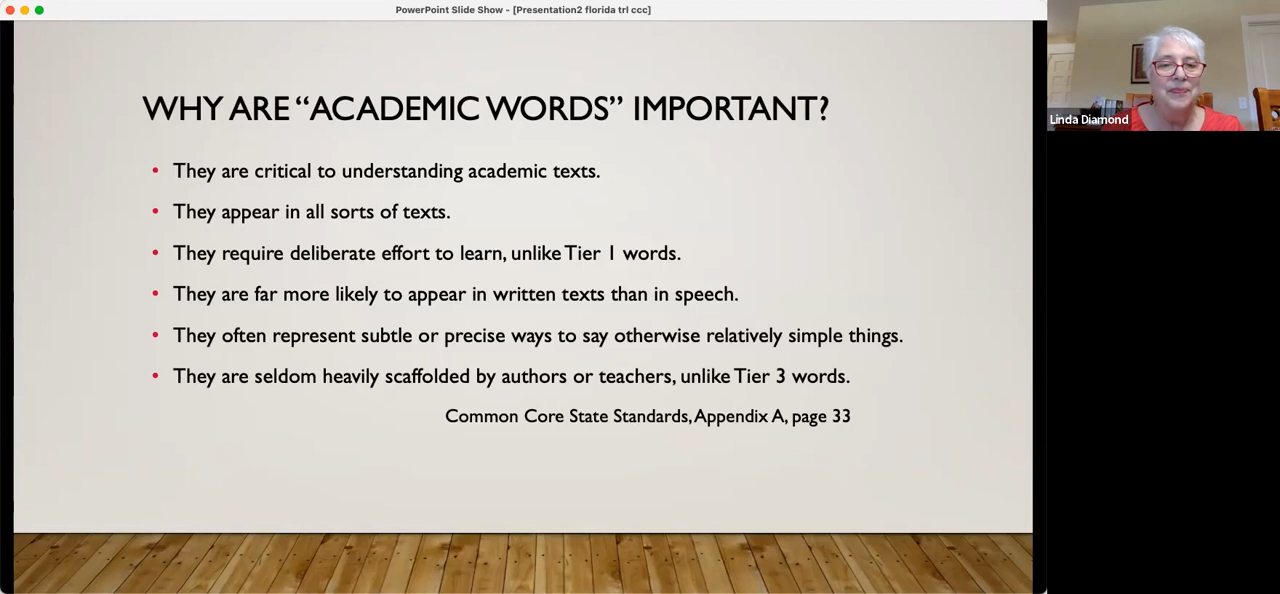 PowerPoint Slide Show - [Presentation2 florida trl ccc]
WHY ARE “ACADEMIC WORDS” IMPORTANT?
• They are critical to understanding academic texts.
• They appear in all sorts of texts.
• They require deliberate effort to learn, unlike Tier 1 words.
• They are far more likely to appear in written texts than in speech.
• They often represent subtle or precise ways to say otherwise relatively simple things.
• They are seldom heavily scaffolded by authors or teachers, unlike Tier 3 words.
Common Core State Standards, Appendix A, page 33
Linda Diamond